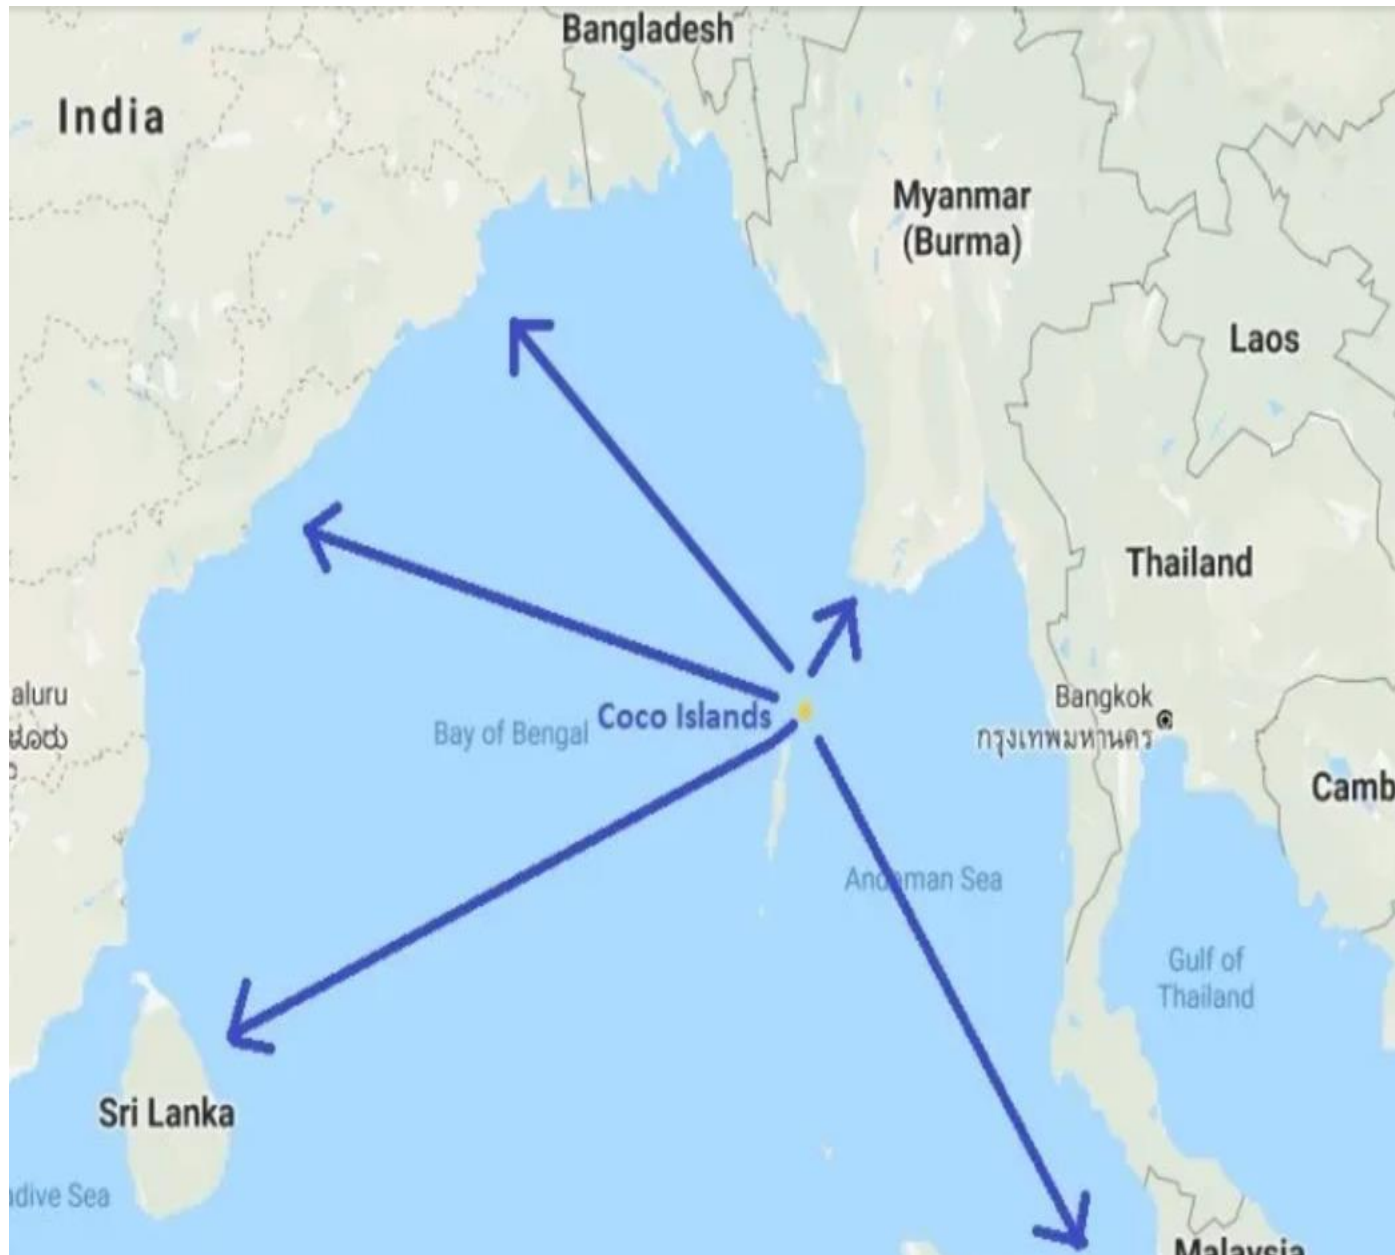 Bangladesh
India
Myanmar
(Burma)
Laos
Thailand
aluru
Bangkok
กรุงเทพมหานคร
Coco Islands
Bay of Bengal
Camb
Andaman Sea
Gulf of
Thailand
Sri Lanka
dive Sea
Malaysia